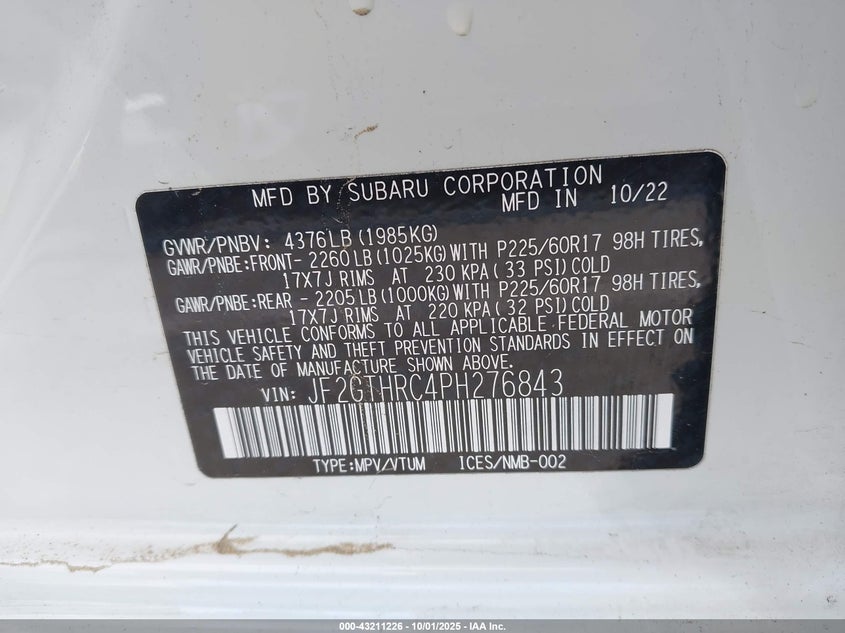 MFD BY SUBARU CORPORATION
MFD IN 10/22
GVWR/PNBV: 4376LB (1985KG)
GAWR/PNBE:FRONT- 2260LB (1025KG) WITH P225/60R17 98H TIRES,
17X7J RIMS AT 230 KPA ( 33 PSI) COLD
GAWR/PNBE:REAR - 2205LB (1000KG) WITH P225/60R17 98H TIRES,
17X7J RIMS AT 220 KPA ( 32 PSI) COLD
THIS VEHICLE CONFORMS TO ALL APPLICABLE FEDERAL MOTOR
VEHICLE SAFETY AND THEFT PREVENTION STANDARDS IN EFFECT ON
THE DATE OF MANUFACTURE SHOWN ABOVE.
VIN: JF2GTHRC4PH276843
TYPE:MPV/VTUM ICES/NMB-002
000-43211226 - 10/01/2025 - IAA Inc.